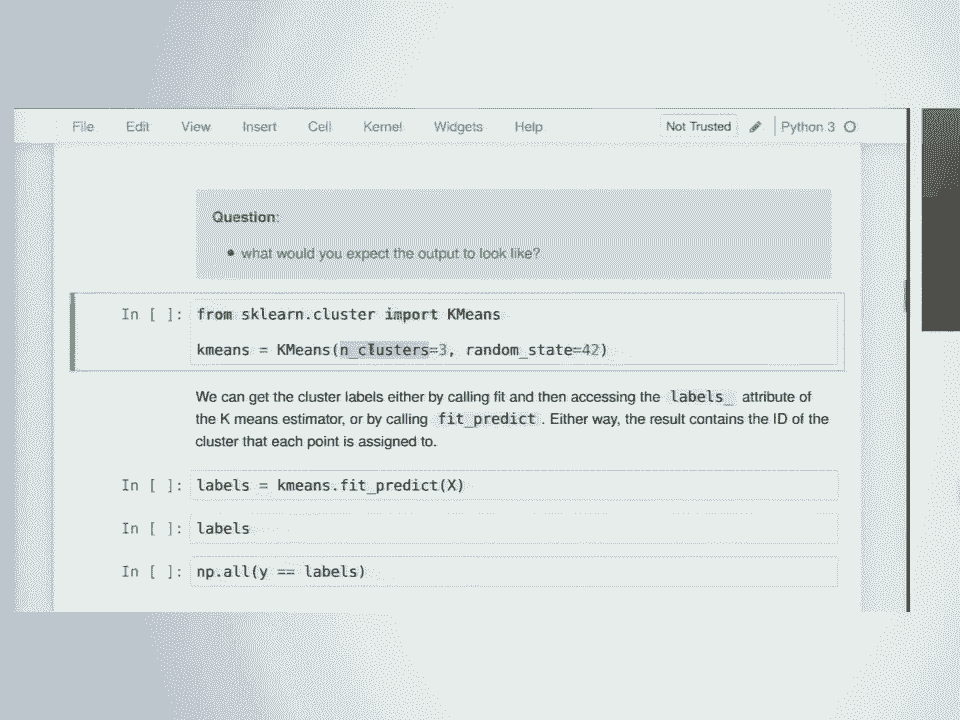 File Edit View Insert Cell Kernel Widgets Help Not Trusted Python 3
Question:
what would you expect the output to look like?
In [ ]: from sklearn.cluster import KMeans
kmeans = KMeans(n_clusters=3, random_state=42)
We can get the cluster labels either by calling fit and then accessing the labels_ attribute of
the K means estimator, or by calling fit_predict . Either way, the result contains the ID of the
cluster that each point is assigned to.
In [ ]: labels = kmeans.fit_predict(X)
In [ ]: labels
In [ ]: np.all(y == labels)